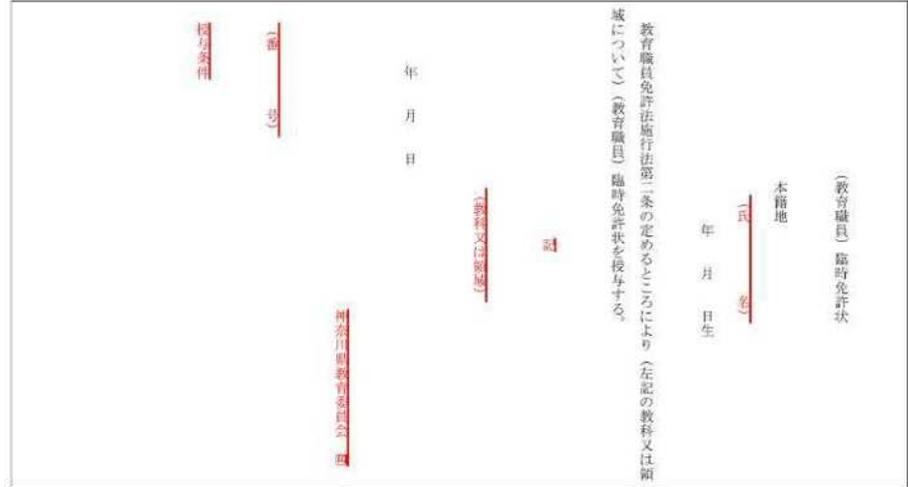 （教育職員）臨時免許状
本籍地
（氏　　名）
年　月　日生
教育職員免許法施行法第二条の定めるところにより（左記の教科又は領
域について）（教育職員）臨時免許状を授与する。
記
（教科又は領域）
年　月　日
神奈川県教育委員会　印
（番　　号）
授与条件